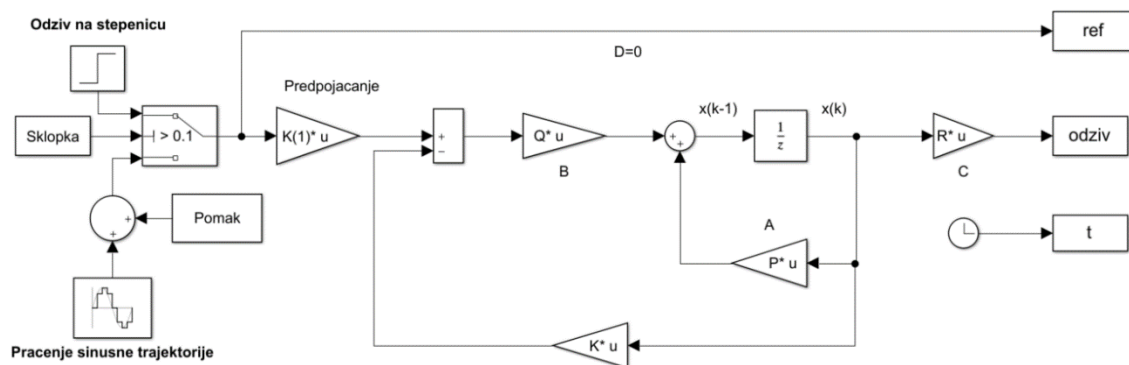 Odziv na stepenicu
ref
D=0
Predpojacanje
x(k-1)
x(k)
Sklopka
> 0.1
K(1)* u
+
−
Q* u
+
+
1
z
R* u
odziv
B
C
Pomak
+
+
A
t
P* u
K* u
Pracenje sinusne trajektorije